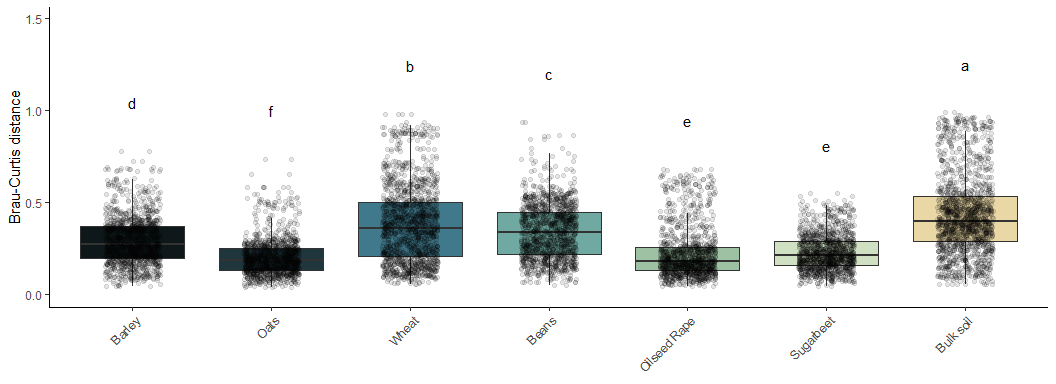 Brau-Curtis distance
1.5
1.0
0.5
0.0
d
f
b
c
e
e
a
Barley
Oats
Wheat
Beans
Oilseed Rape
Sugarbeet
Bulk soil